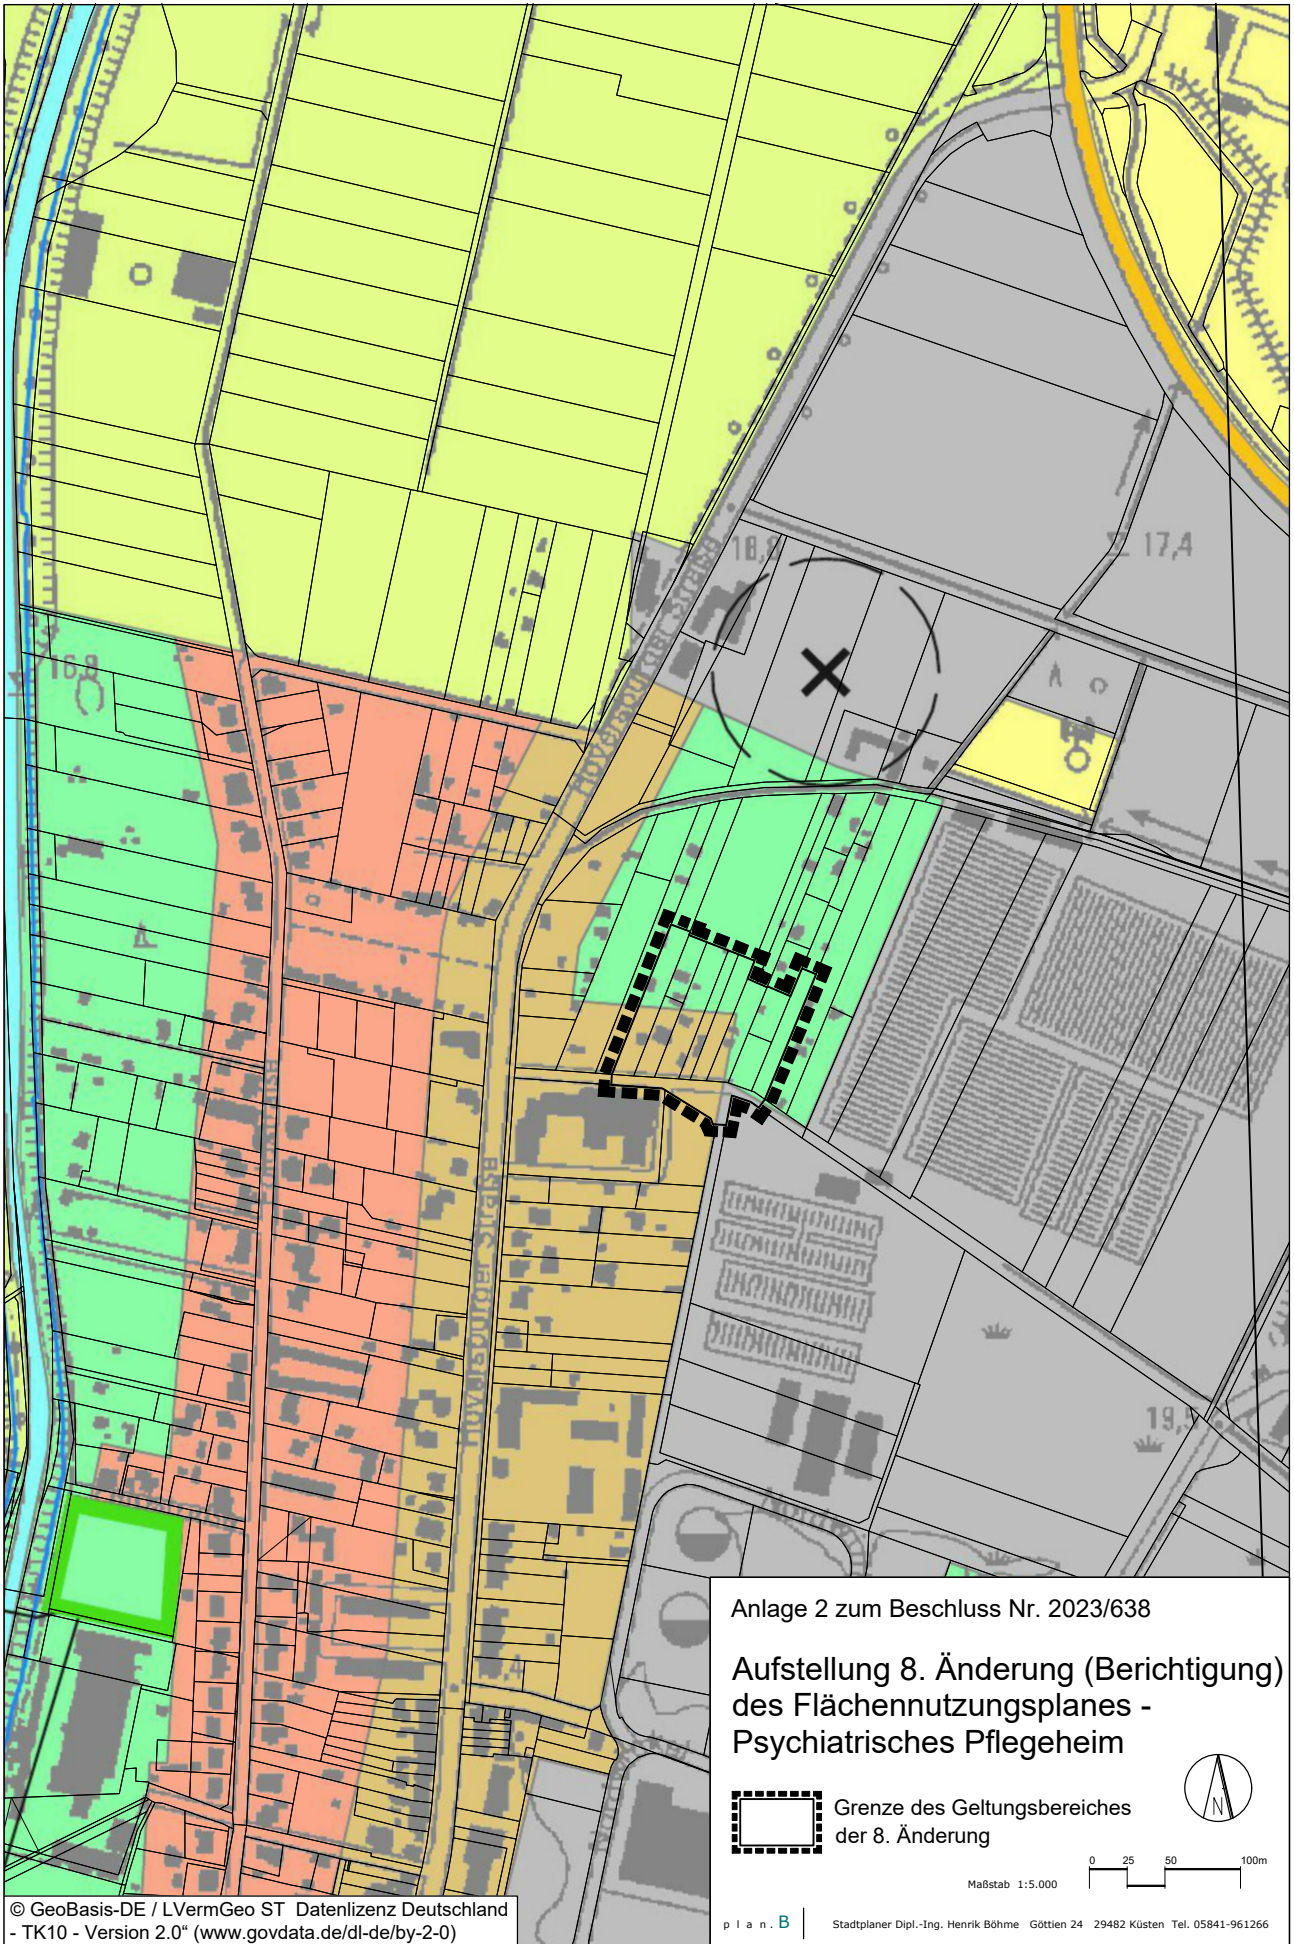 18,8
17,4
16,8
Hoyersburger Straße
Hoyersburger Straße
19,5
Anlage 2 zum Beschluss Nr. 2023/638
Aufstellung 8. Änderung (Berichtigung)
des Flächennutzungsplanes -
Psychiatrisches Pflegeheim
Grenze des Geltungsbereiches
der 8. Änderung
N
0 25 50 100m
Maßstab 1:5.000
plan.B
Stadtplaner Dipl.-Ing. Henrik Böhme Göttien 24 29482 Küsten Tel. 05841-961266
© GeoBasis-DE / LVermGeo ST Datenlizenz Deutschland
- TK10 - Version 2.0“ (www.govdata.de/dl-de/by-2-0)